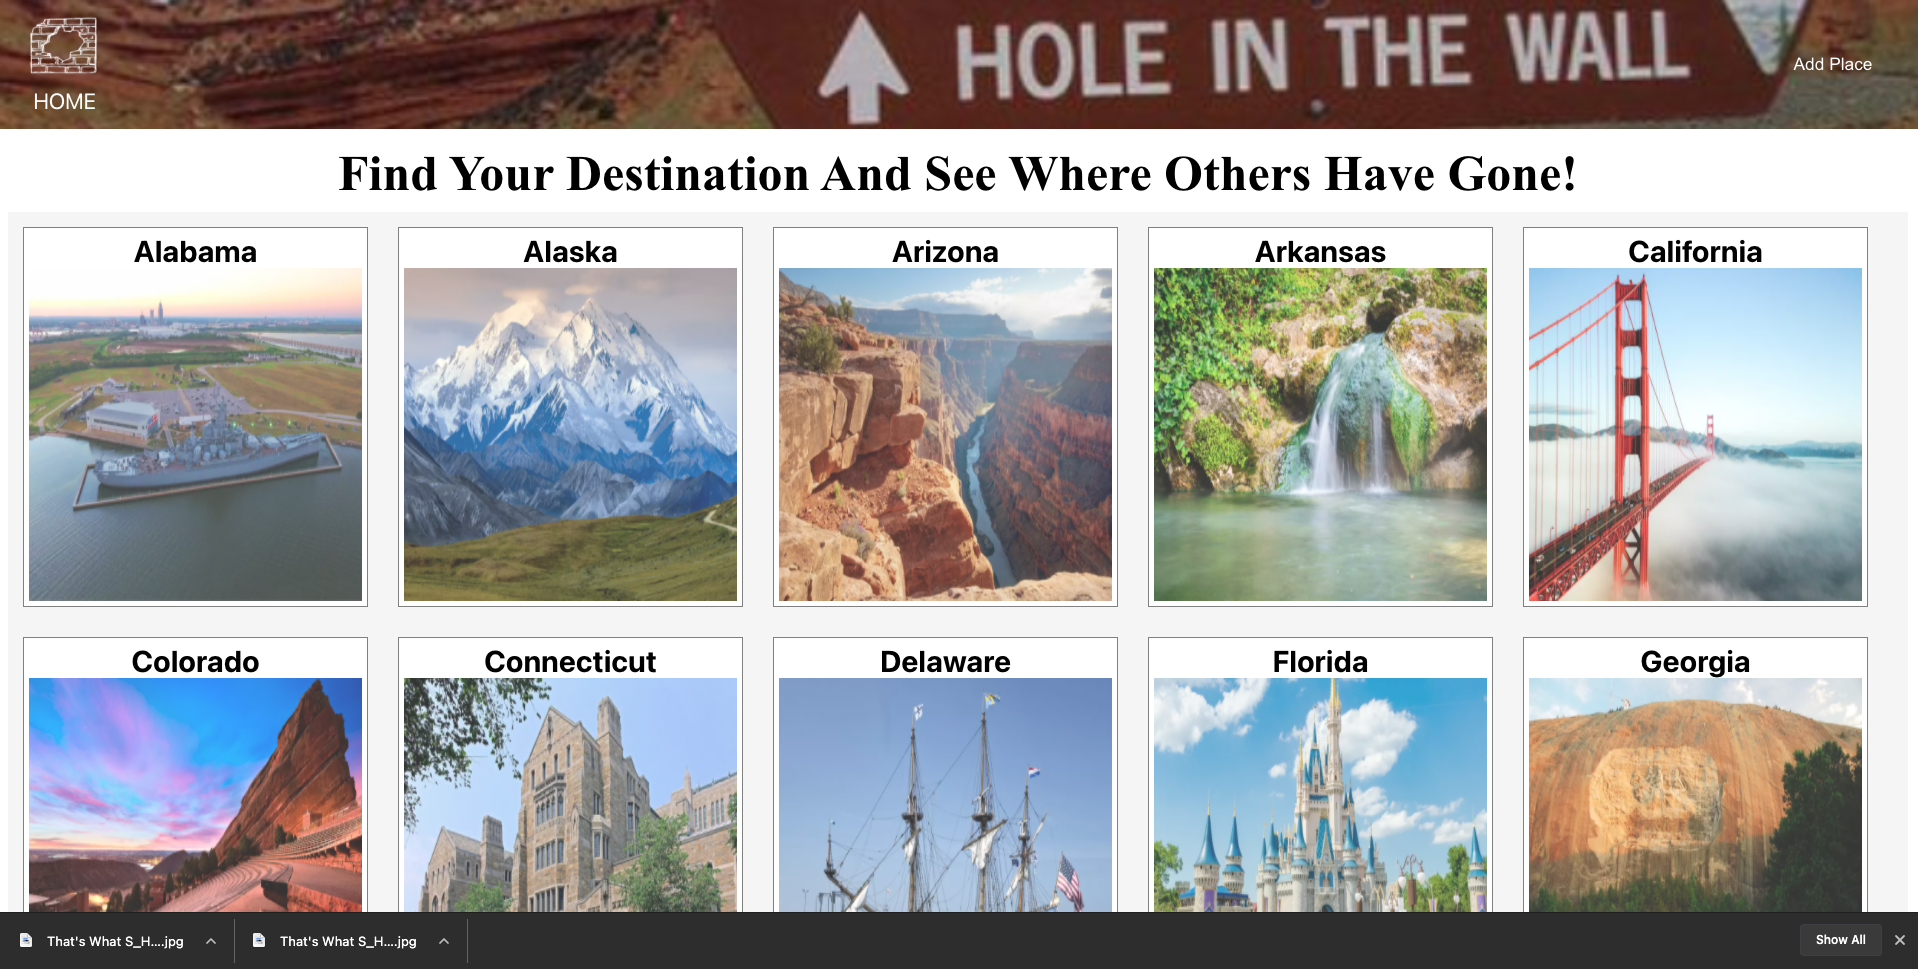 HOLE IN THE WALL
HOME
Add Place
Find Your Destination And See Where Others Have Gone!
Alabama
Alaska
Arizona
Arkansas
California
Colorado
Connecticut
Delaware
Florida
Georgia
That's What S_H....jpg
That's What S_H....jpg
Show All